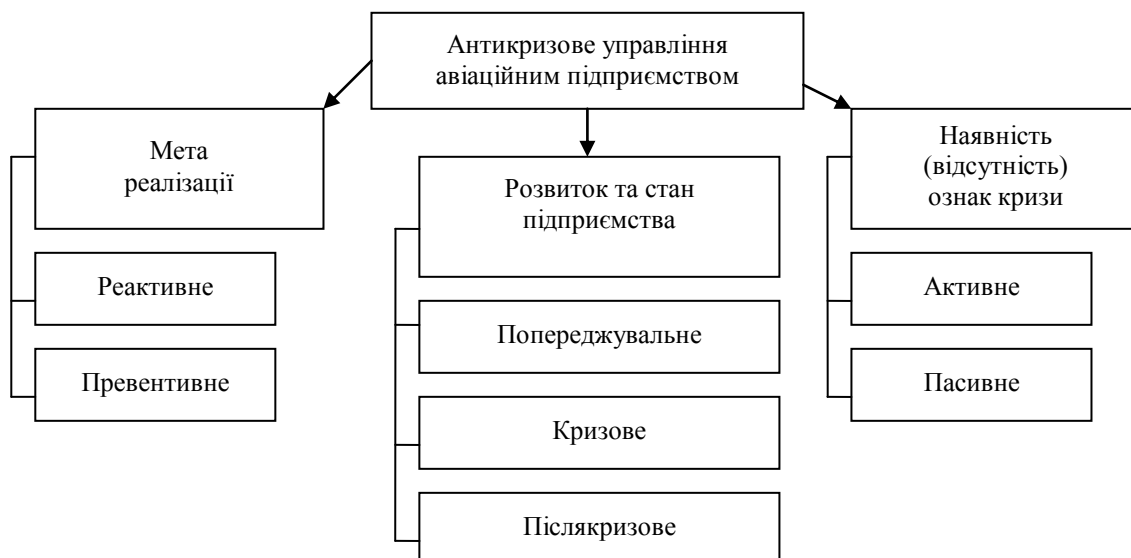 Антикризове управління
авіаційним підприємством
Мета
реалізації
Реактивне
Превентивне
Розвиток та стан
підприємства
Попереджувальне
Кризове
Післякризове
Наявність
(відсутність)
ознак кризи
Активне
Пасивне